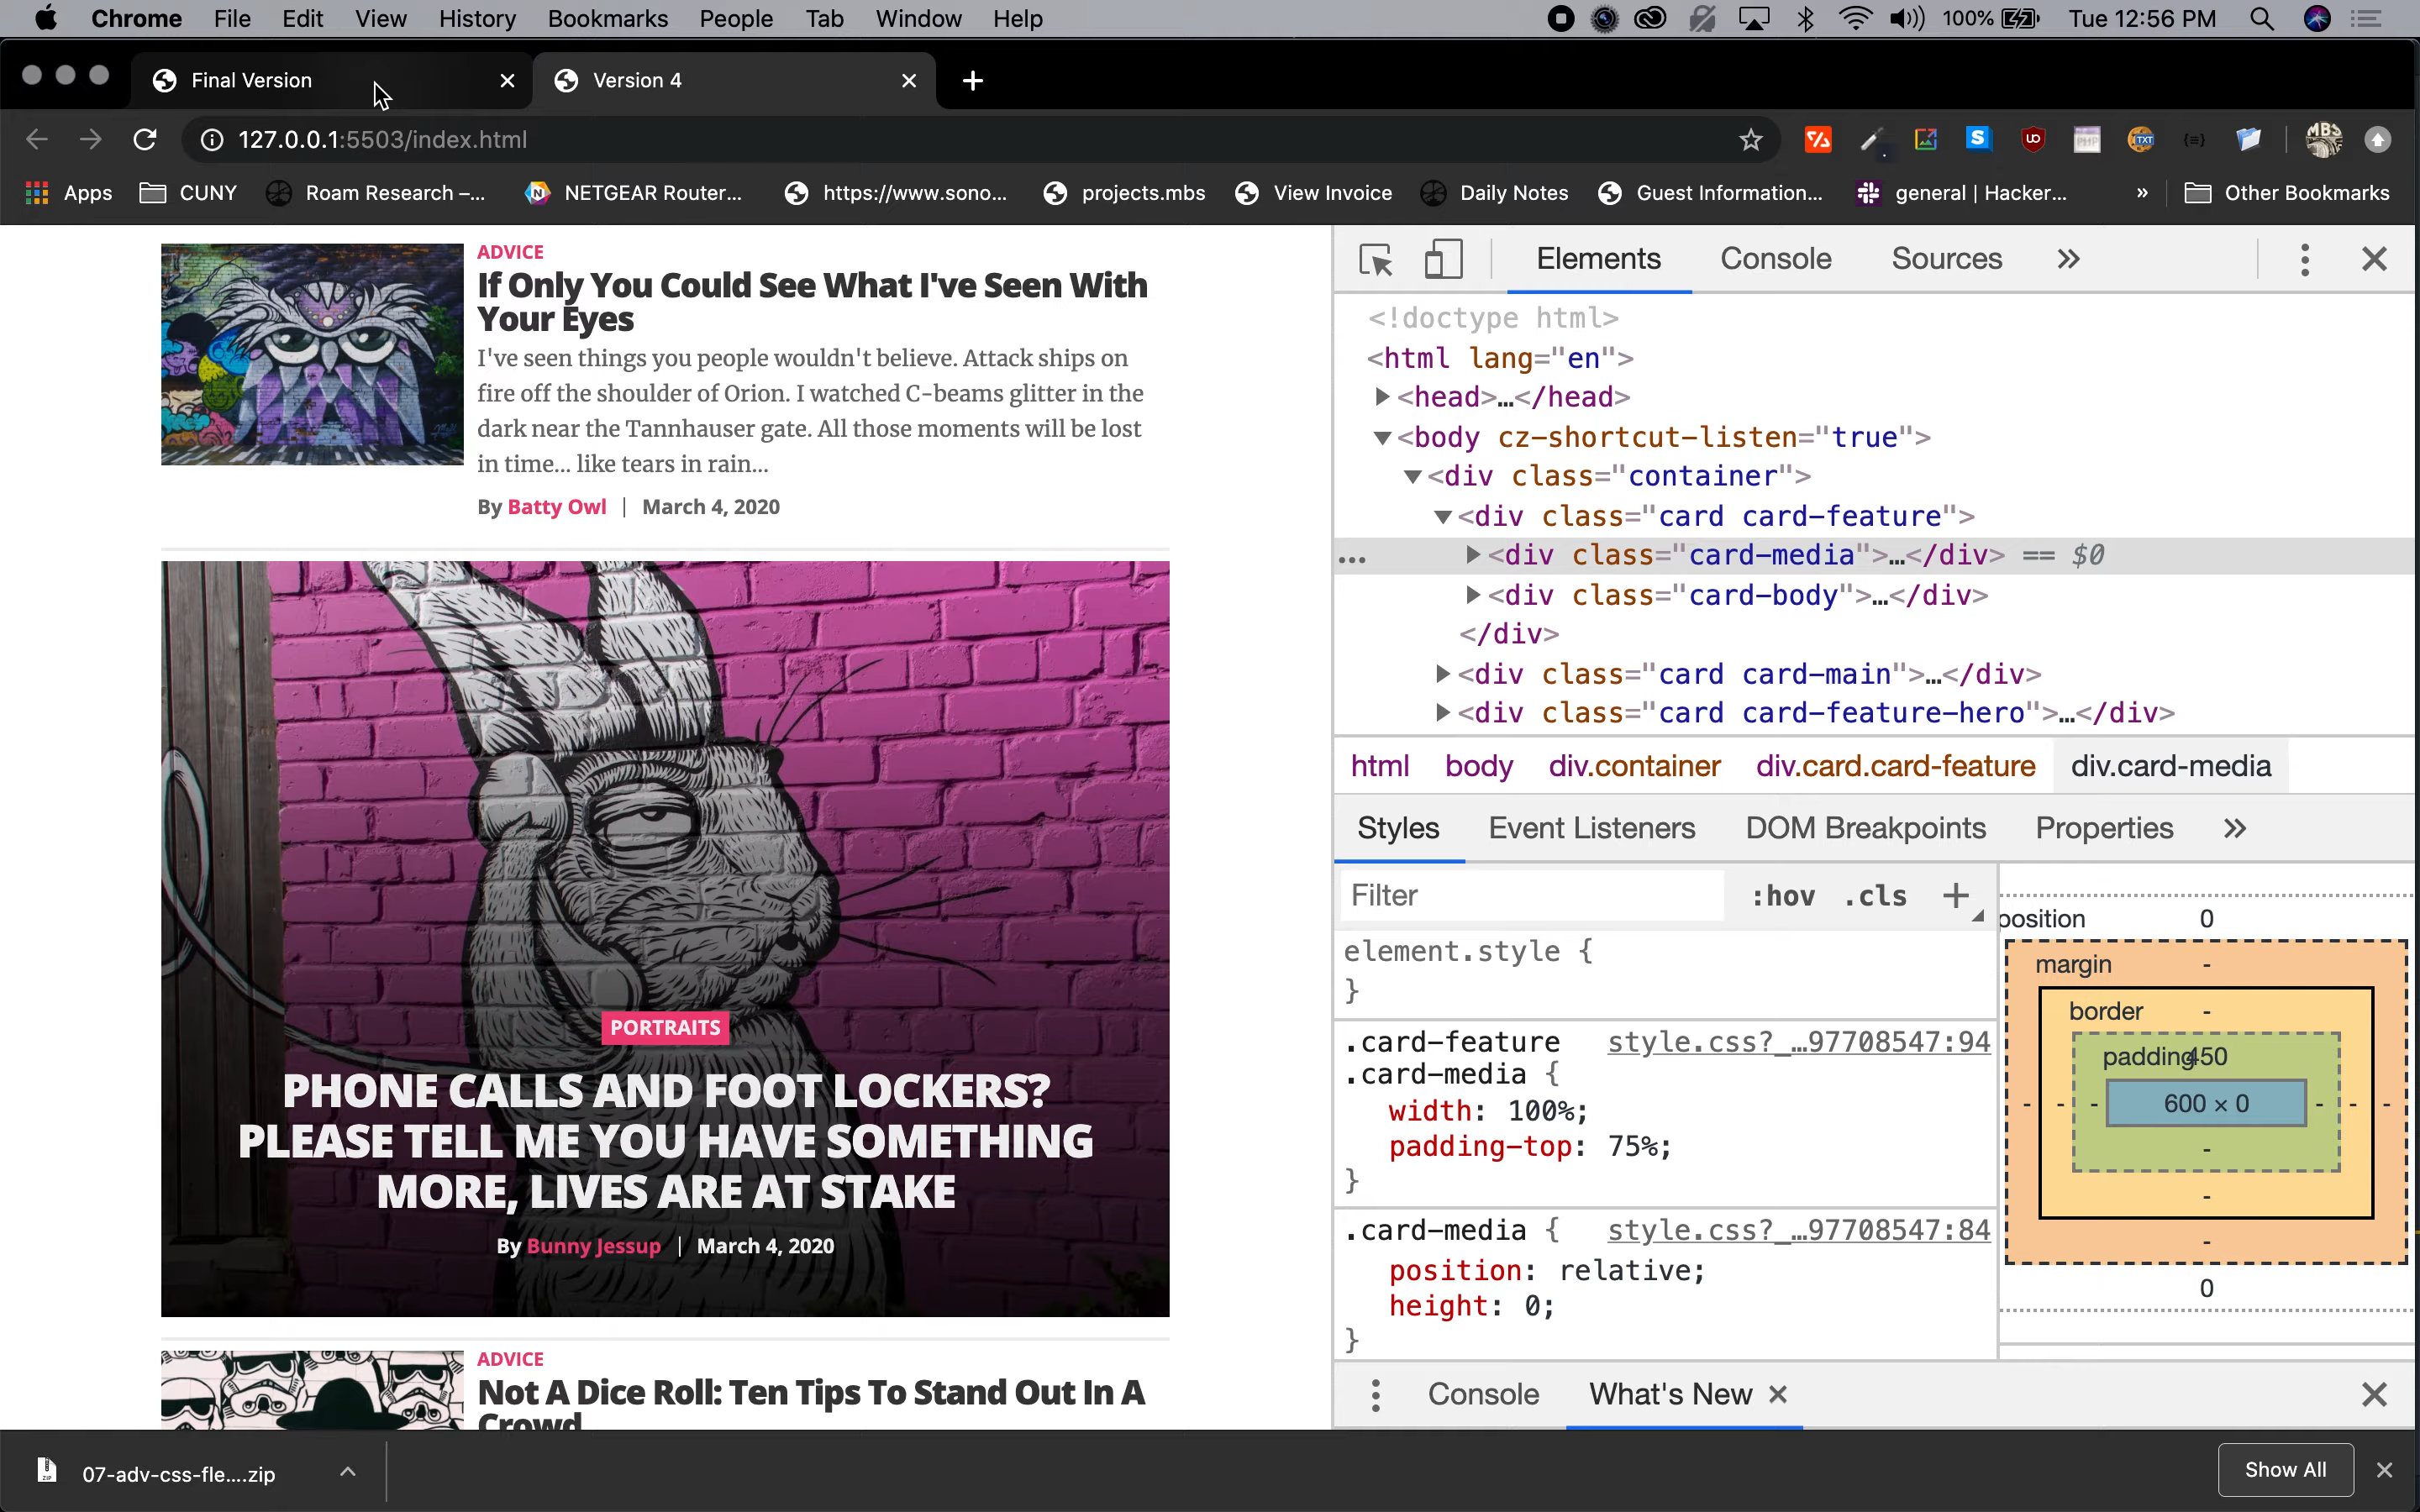 Chrome File Edit View History Bookmarks People Tab Window Help 100% Tue 12:56 PM
Final Version Version 4
127.0.0.1:5503/index.html
Apps CUNY Roam Research –... NETGEAR Router... https://www.sono... projects.mbs View Invoice Daily Notes Guest Information... general | Hacker... » Other Bookmarks
ADVICE
If Only You Could See What I've Seen With
Your Eyes
I've seen things you people wouldn't believe. Attack ships on
fire off the shoulder of Orion. I watched C-beams glitter in the
dark near the Tannhauser gate. All those moments will be lost
in time... like tears in rain...
By Batty Owl | March 4, 2020
PORTRAITS
PHONE CALLS AND FOOT LOCKERS?
PLEASE TELL ME YOU HAVE SOMETHING
MORE, LIVES ARE AT STAKE
By Bunny Jessup | March 4, 2020
ADVICE
Not A Dice Roll: Ten Tips To Stand Out In A
Crowd
Elements Console Sources »
<!doctype html>
<html lang="en">
<head>…</head>
<body cz-shortcut-listen="true">
<div class="container">
<div class="card card-feature">
... <div class="card-media">…</div> == $0
<div class="card-body">…</div>
</div>
<div class="card card-main">…</div>
<div class="card card-feature-hero">…</div>
html body div.container div.card.card-feature div.card-media
Styles Event Listeners DOM Breakpoints Properties »
Filter :hov .cls +
element.style {
}
.card-feature style.css?_…97708547:94
.card-media {
width: 100%;
padding-top: 75%;
}
.card-media { style.css?_…97708547:84
position: relative;
height: 0;
}
position 0
margin -
border -
padding 450
- - - 600 × 0 - - -
-
-
-
0
Console What's New
07-adv-css-fle....zip Show All